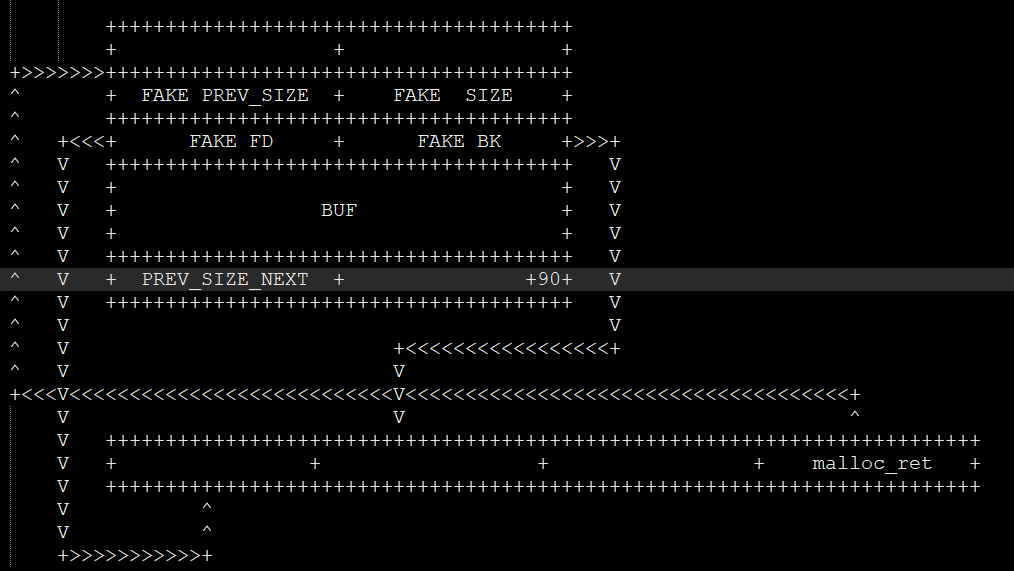 +++++++++++++++++++++++++++++++++++++++
+ + +
+>>>>>>>+++++++++++++++++++++++++++++++++++++++
^ + FAKE PREV_SIZE + FAKE SIZE +
^ +++++++++++++++++++++++++++++++++++++++
^ +<<<+ FAKE FD + FAKE BK +>>>+
^ V +++++++++++++++++++++++++++++++++++++++ V
^ V + + V
^ V + BUF + V
^ V + + V
^ V +++++++++++++++++++++++++++++++++++++++ V
^ V + PREV_SIZE_NEXT + +90+ V
^ V +++++++++++++++++++++++++++++++++++++++ V
^ V V
^ V +<<<<<<<<<<<<<<<<<+
^ V V
+<<<V<<<<<<<<<<<<<<<<<<<<<<<<<<<V<<<<<<<<<<<<<<<<<<<<<<<<<<<<<<<<<<<<<<<<<+
V V ^
V +++++++++++++++++++++++++++++++++++++++++++++++++++++++++++++++++++++++++
V + + + + malloc_ret +
V +++++++++++++++++++++++++++++++++++++++++++++++++++++++++++++++++++++++++
V ^
V ^
+>>>>>>>>>>>+